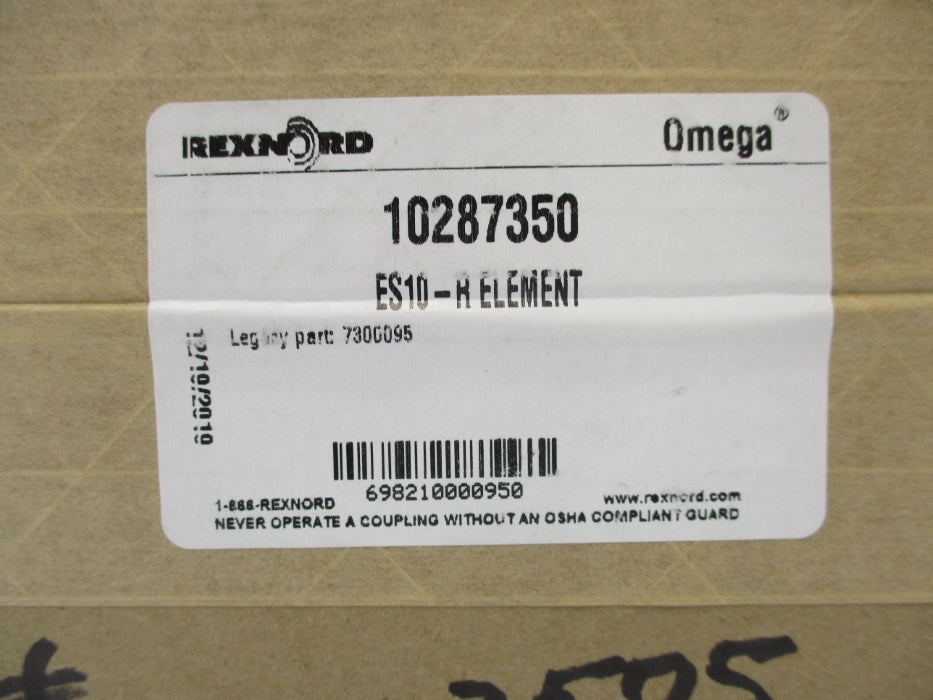 REXNORD Omega®
10287350
ES10-R ELEMENT
Legacy part: 7300095
12/10/2019
698210000950
1-866-REXNORD www.rexnord.com
NEVER OPERATE A COUPLING WITHOUT AN OSHA COMPLIANT GUARD
#